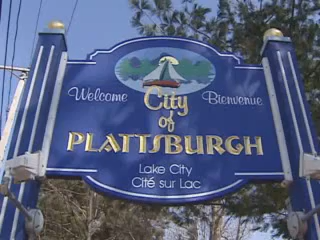 Welcome Bienvenue
City
of
PLATTSBURGH
Lake City
Cité sur Lac